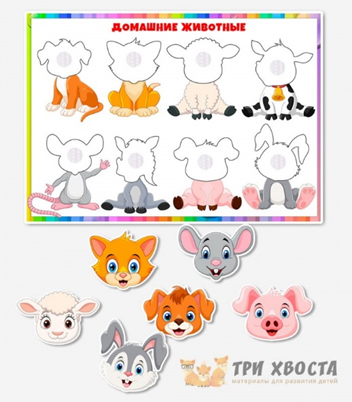 ДОМАШНИЕ ЖИВОТНЫЕ
ТРИ ХВОСТА
материалы для развития детей